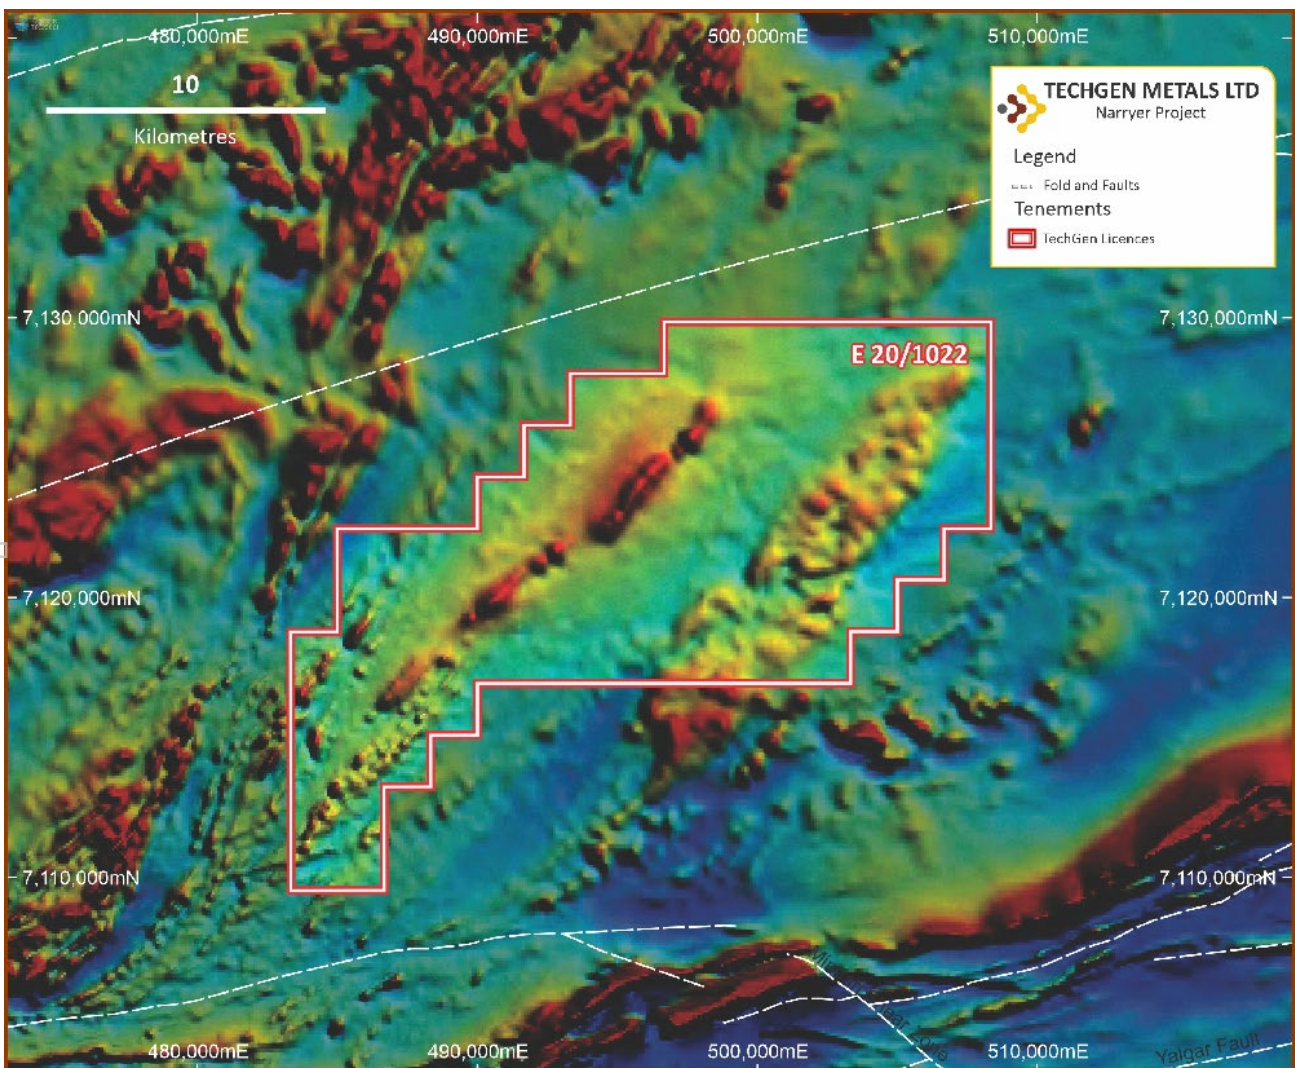 480,000mE
490,000mE
500,000mE
510,000mE
10
Kilometres
TECHGEN METALS LTD
Narryer Project
Legend
Fold and Faults
Tenements
TechGen Licences
7,130,000mN
7,130,000mN
E 20/1022
7,120,000mN
7,120,000mN
7,110,000mN
7,110,000mN
480,000mE
490,000mE
500,000mE
510,000mE
Yalgar Fault